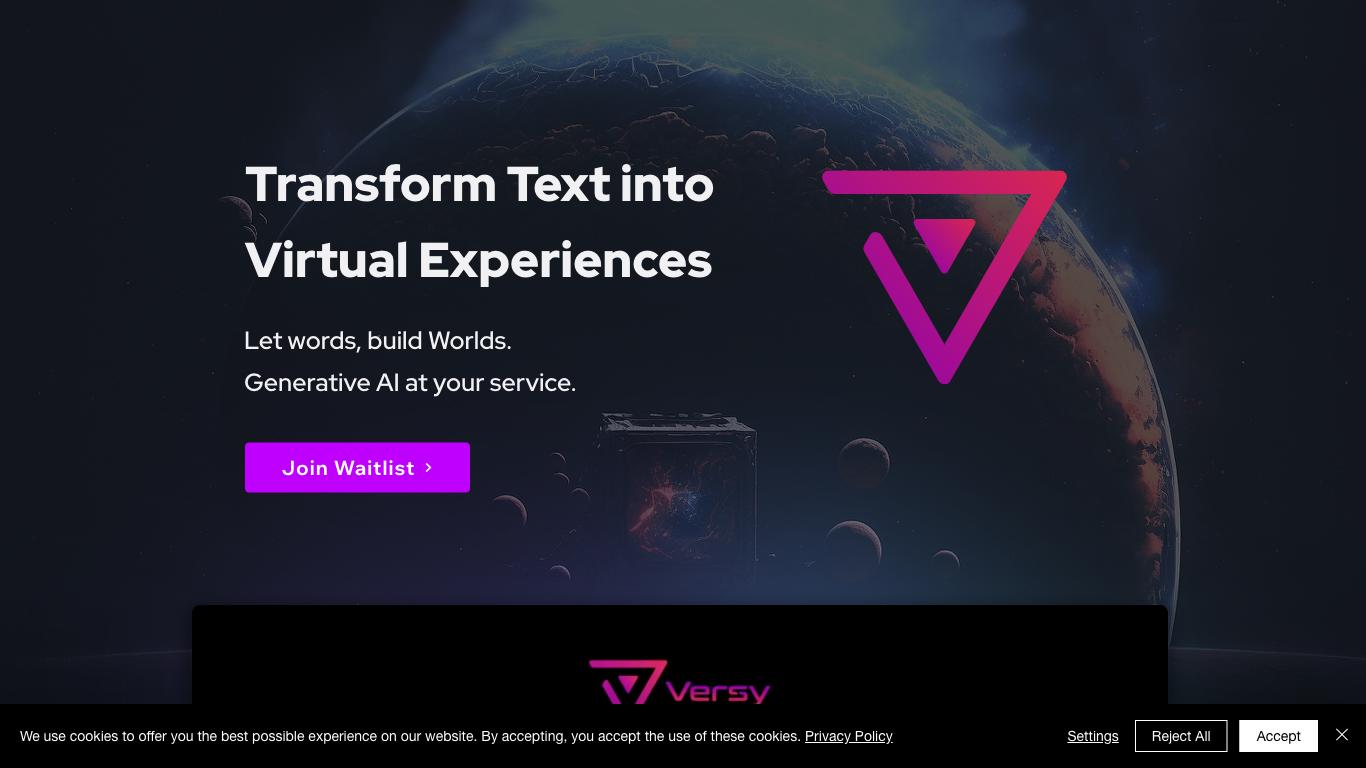 Transform Text into
Virtual Experiences
Let words, build Worlds.
Generative AI at your service.
Join Waitlist
Versy
We use cookies to offer you the best possible experience on our website. By accepting, you accept the use of these cookies. Privacy Policy
Settings
Reject All
Accept